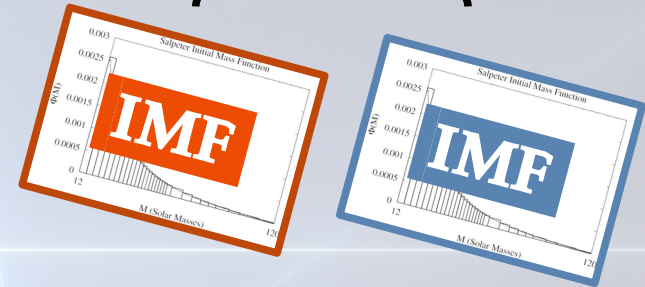 Salpeter Initial Mass Function
0.003
0.0025
0.002
0.0015
0.001
0.0005
0
Φ(M)
IMF
12
120
M (Solar Masses)
Salpeter Initial Mass Function
0.003
0.0025
0.002
0.0015
0.001
0.0005
0
Φ(M)
IMF
12
120
M (Solar Masses)